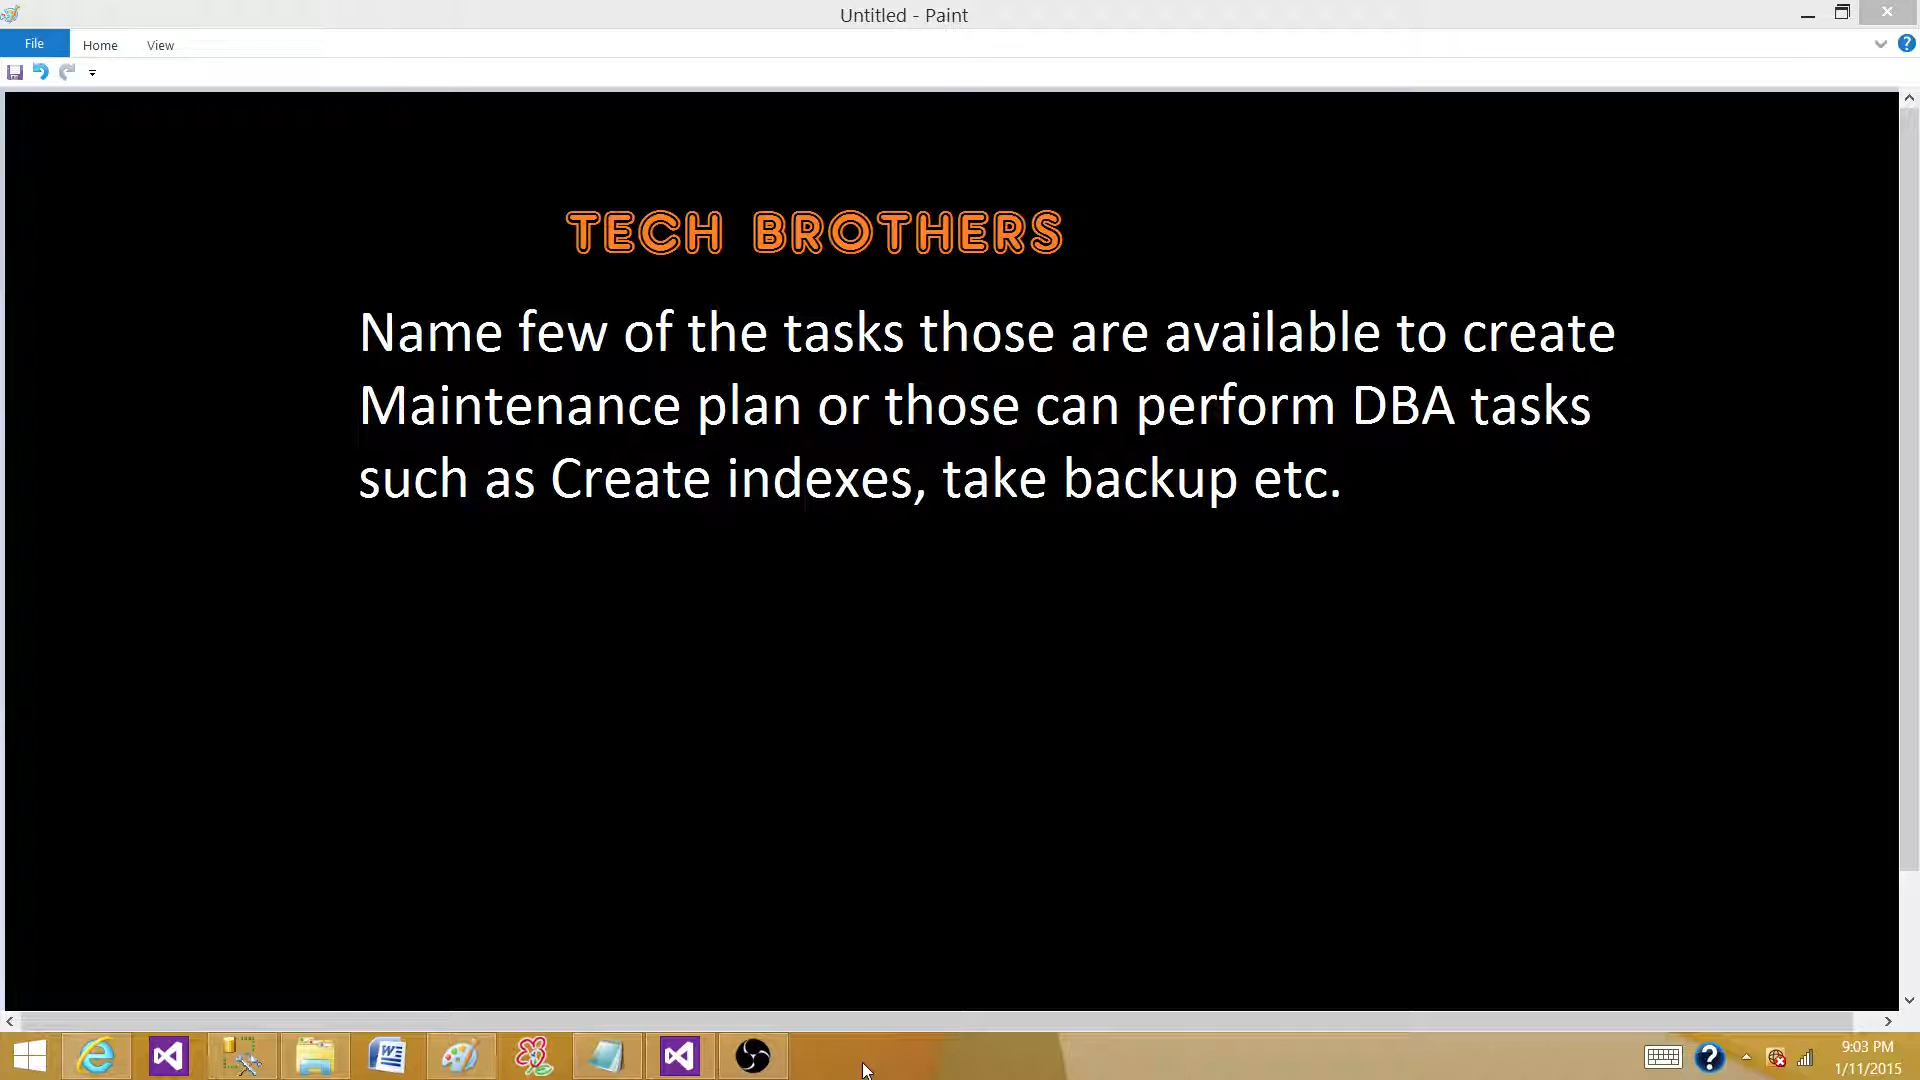 Untitled - Paint
File Home View
TECH BROTHERS
Name few of the tasks those are available to create
Maintenance plan or those can perform DBA tasks
such as Create indexes, take backup etc.
9:03 PM
1/11/2015